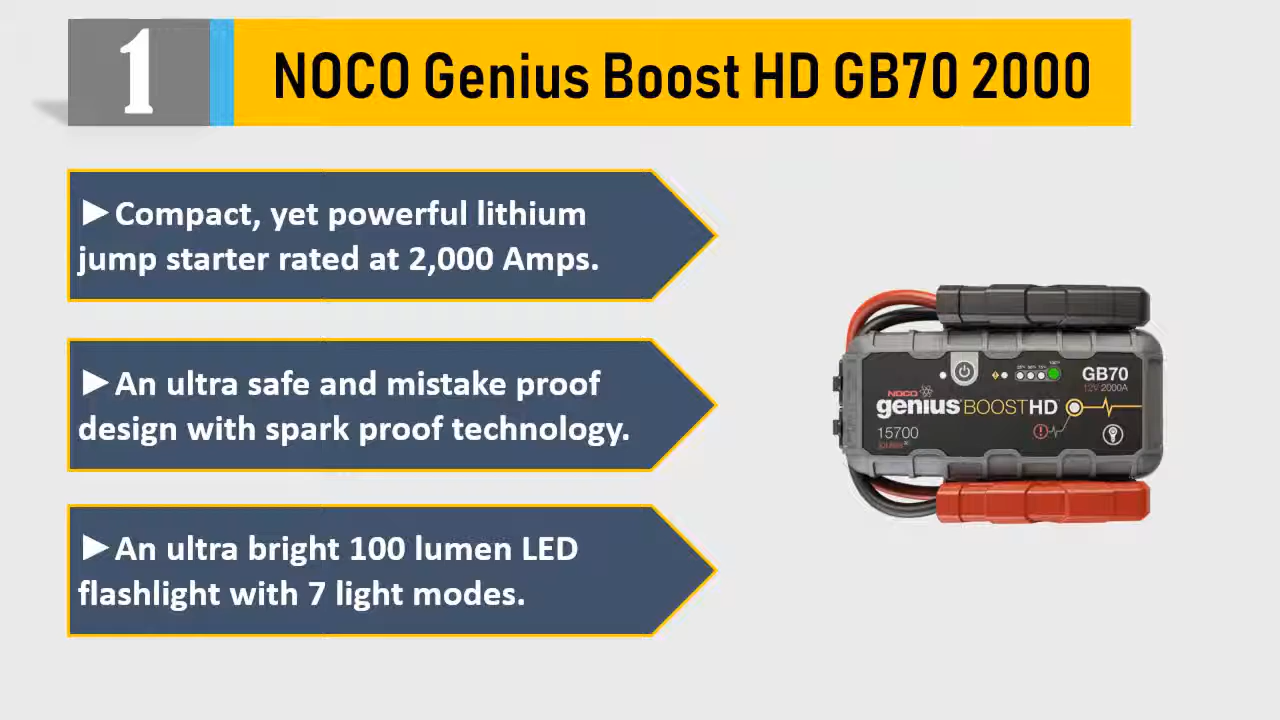 1
NOCO Genius Boost HD GB70 2000
►Compact, yet powerful lithium
jump starter rated at 2,000 Amps.
►An ultra safe and mistake proof
design with spark proof technology.
►An ultra bright 100 lumen LED
flashlight with 7 light modes.
GB70
12V 2000A
NOCO
genius BOOST HD
15700